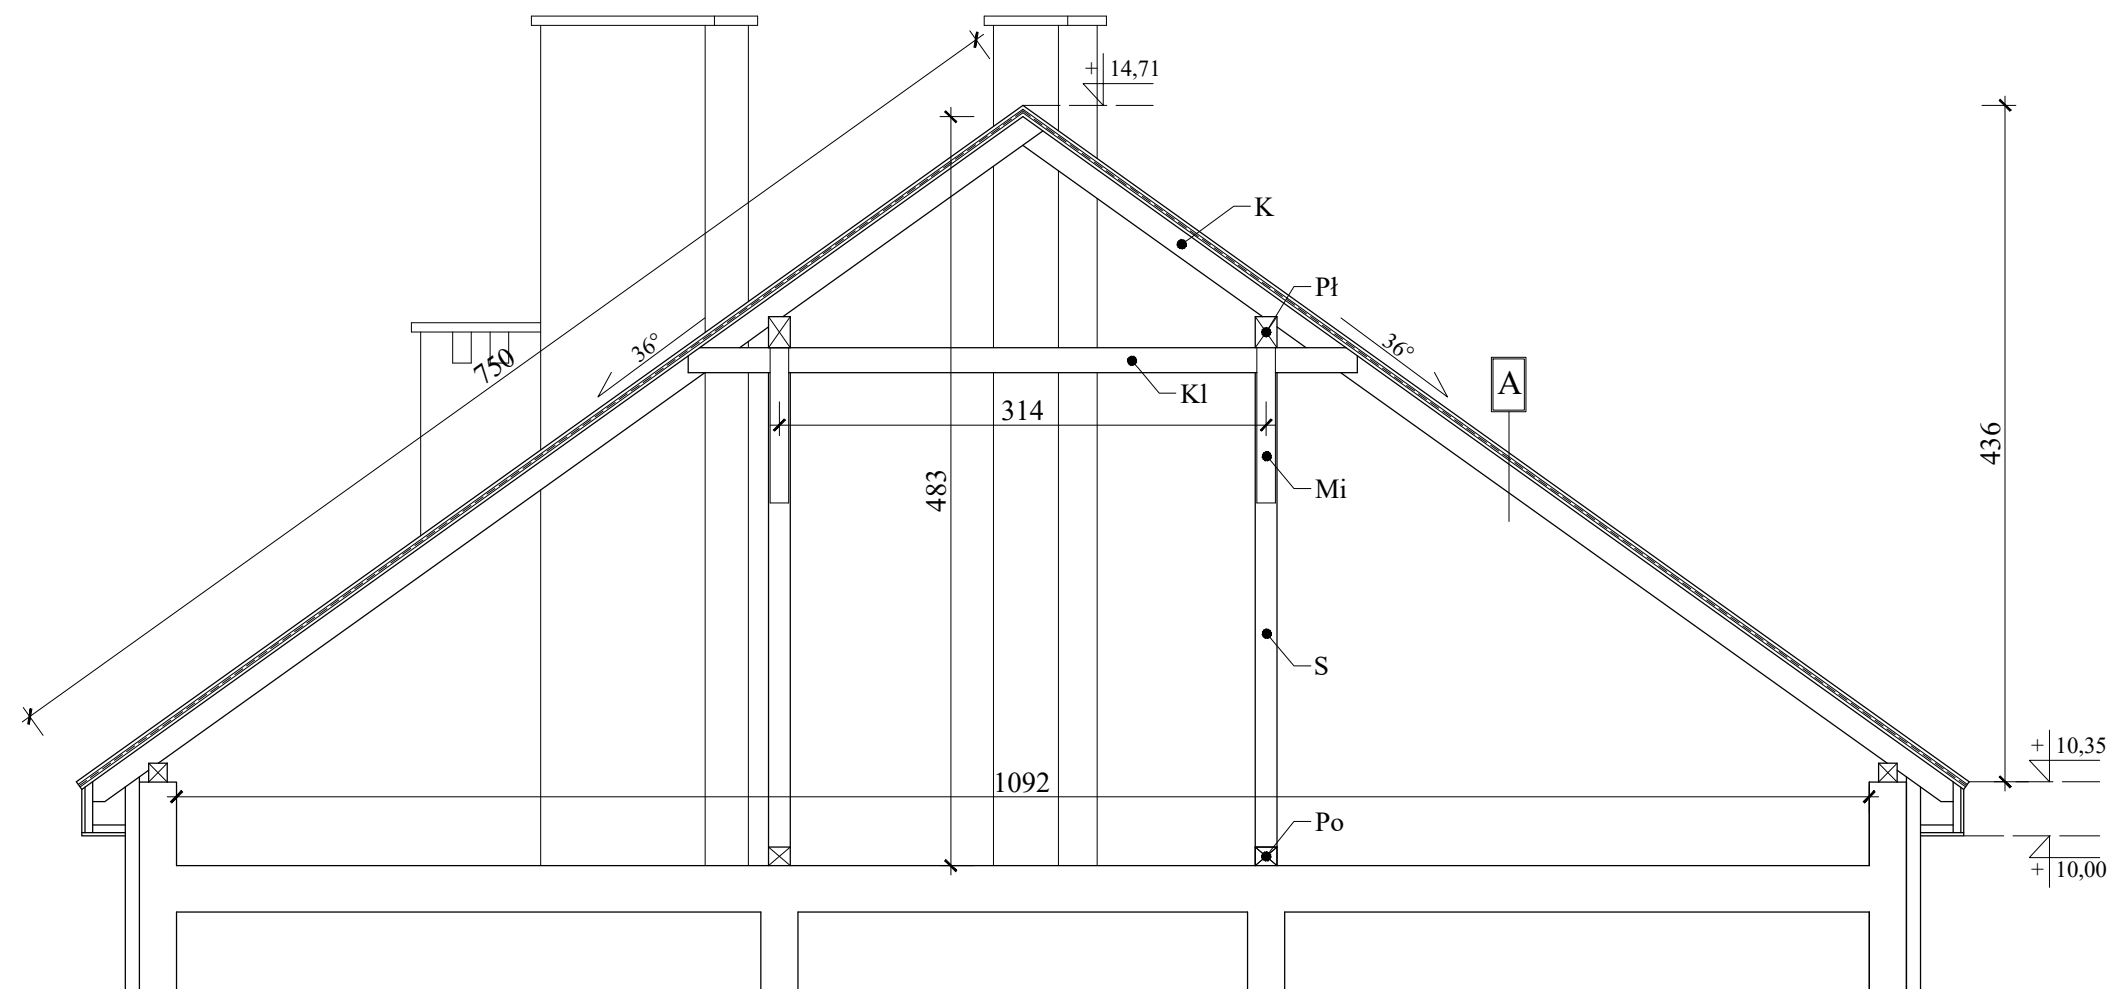 + 14,71
K
Pł
36°
36°
750
A
Kl
314
436
483
Mi
S
+ 10,35
1092
Po
+ 10,00